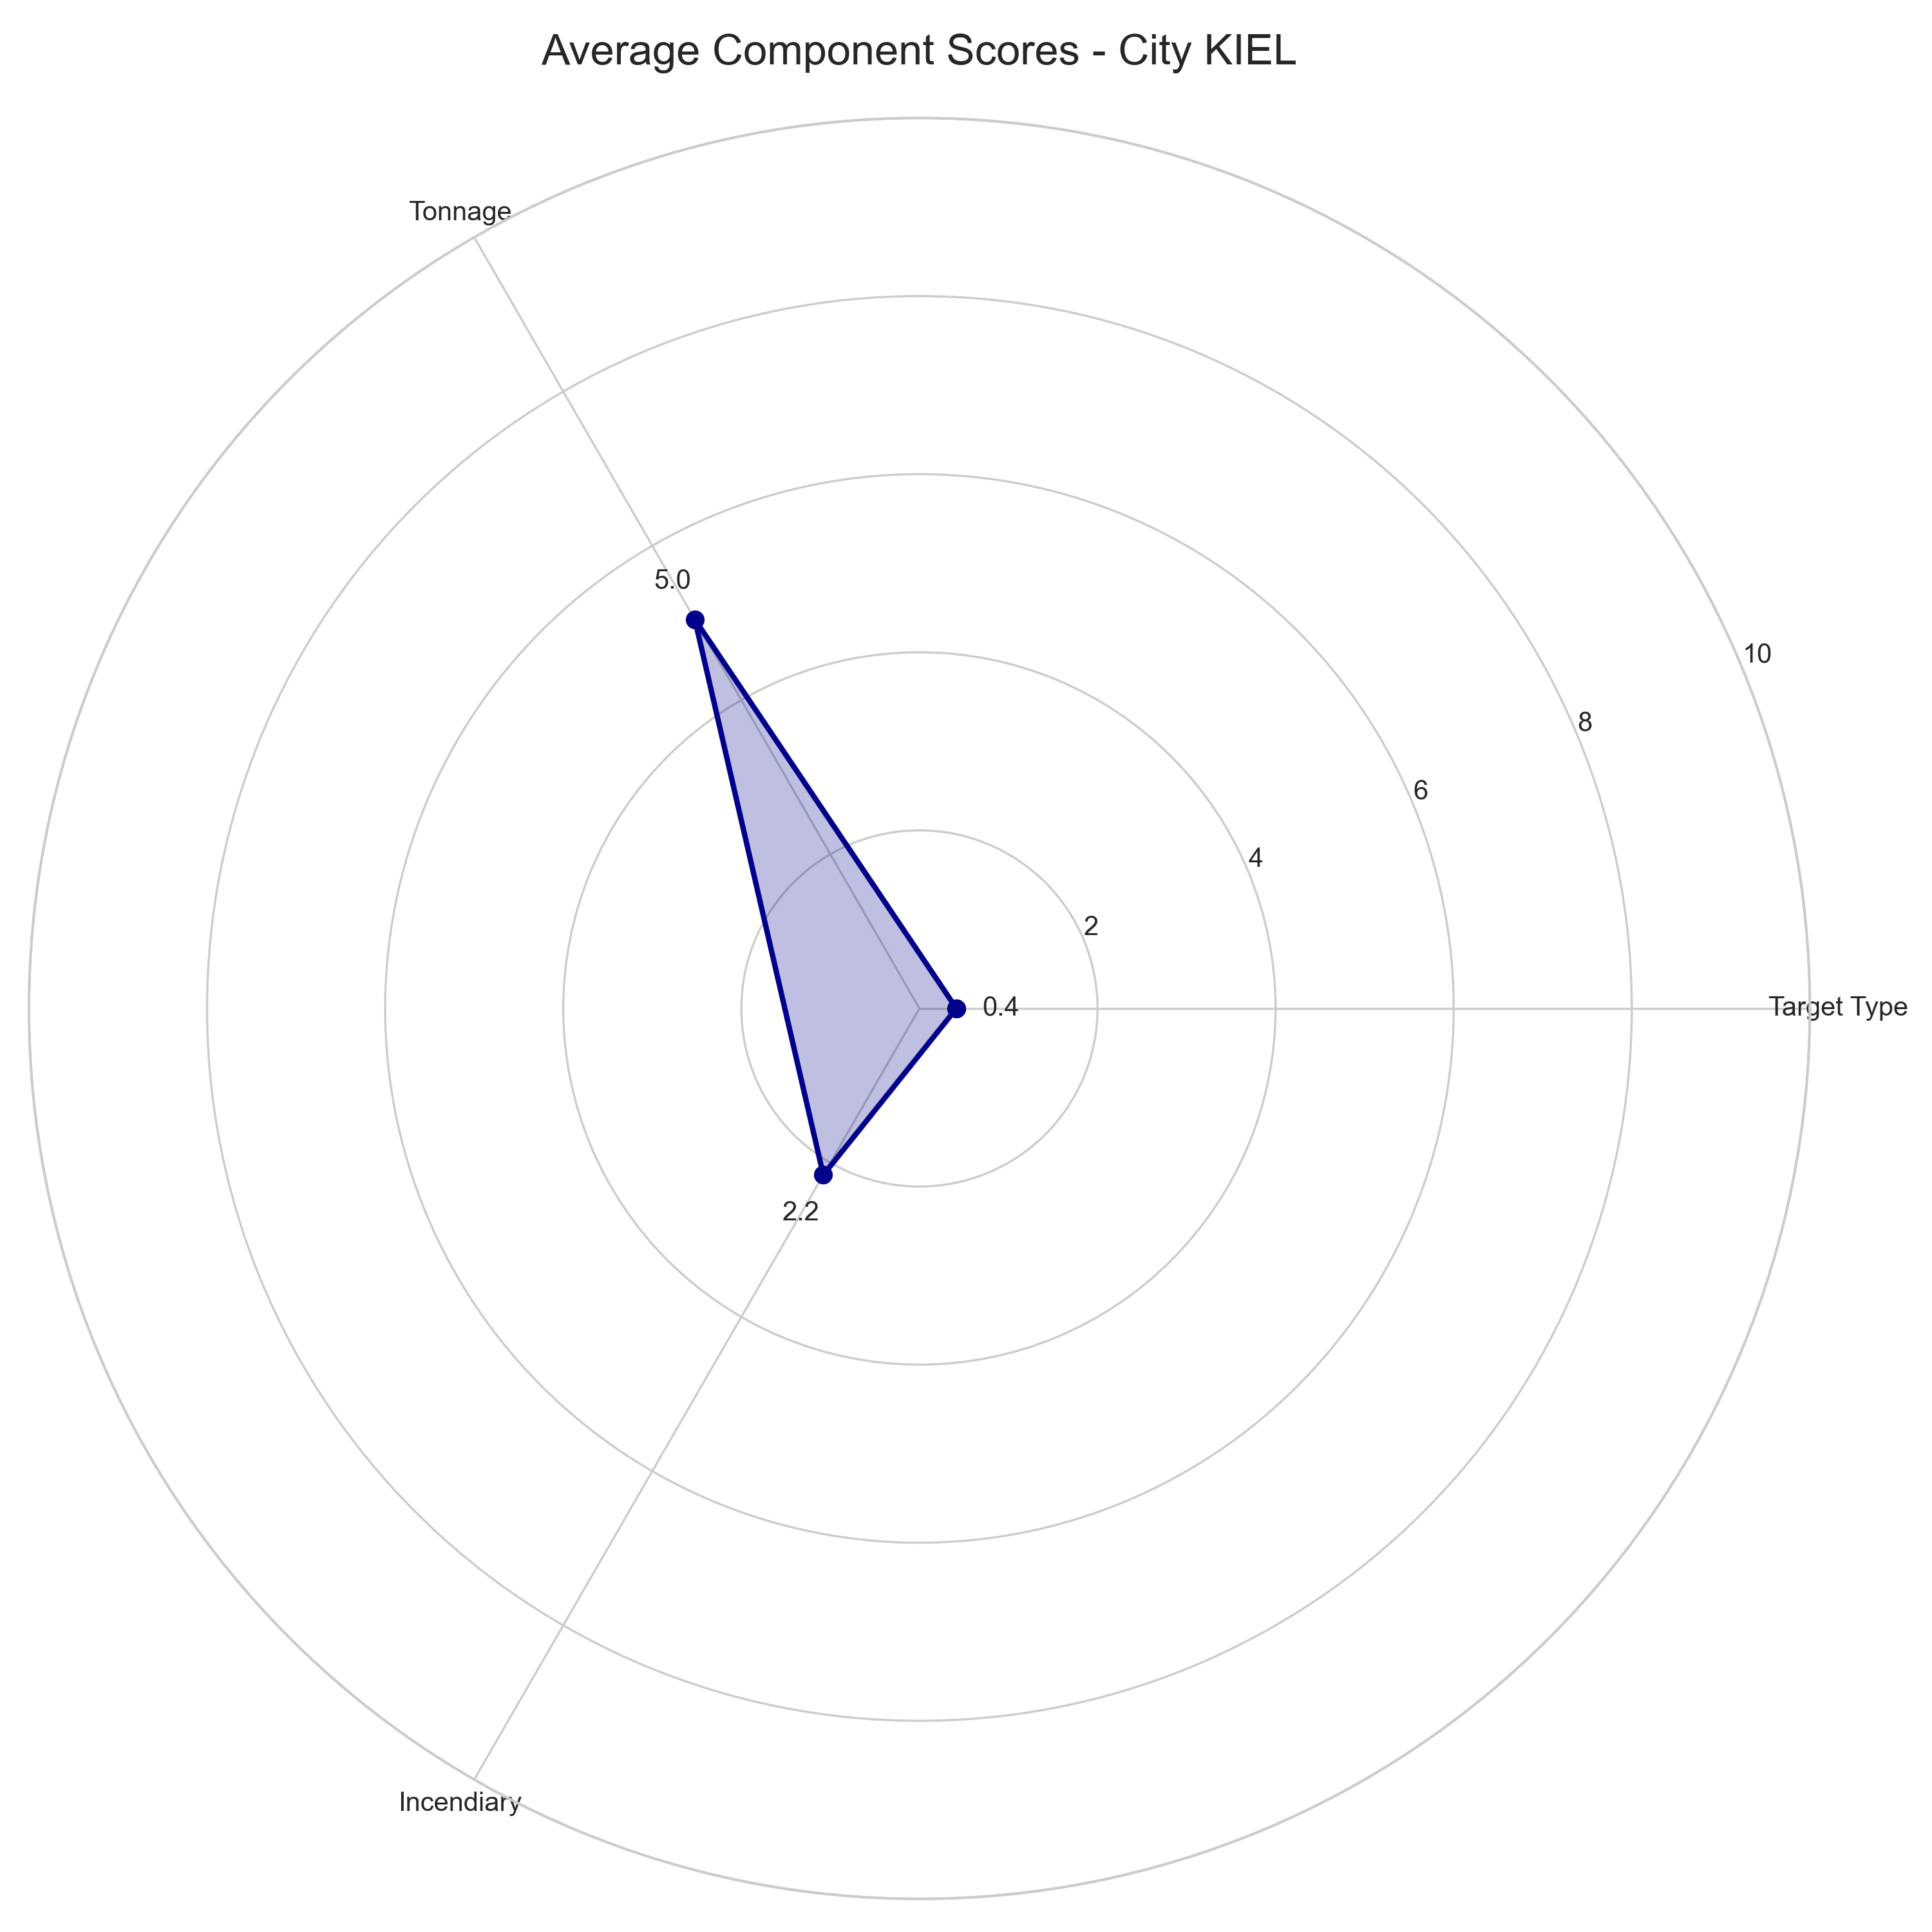 Average Component Scores - City KIEL
Tonnage
5.0
10
8
6
4
2
0.4
Target Type
2.2
Incendiary